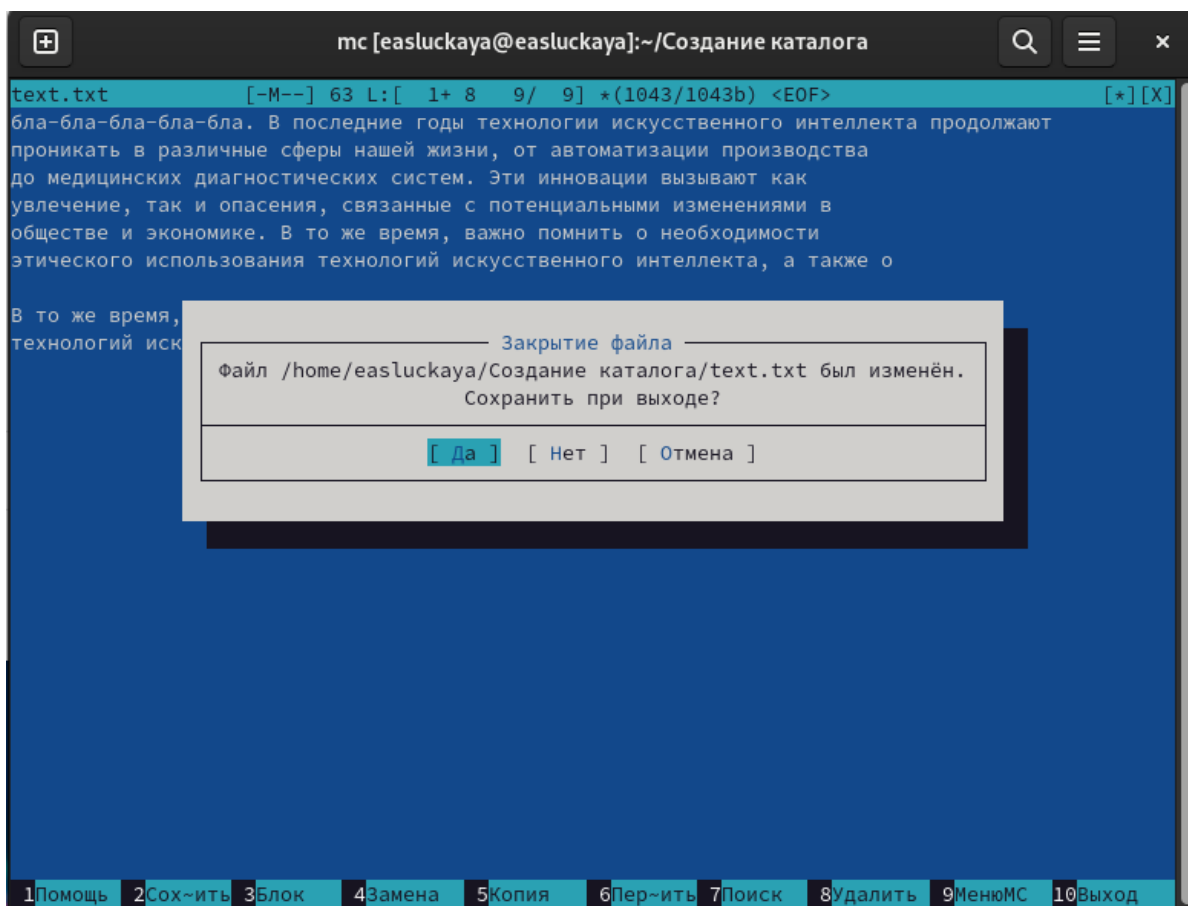 mc [easluckaya@easluckaya]:~/Создание каталога
text.txt [-M--] 63 L:[ 1+ 8 9/ 9] *(1043/1043b) <EOF> [*][X]
бла-бла-бла-бла-бла. В последние годы технологии искусственного интеллекта продолжают
проникать в различные сферы нашей жизни, от автоматизации производства
до медицинских диагностических систем. Эти инновации вызывают как
увлечение, так и опасения, связанные с потенциальными изменениями в
обществе и экономике. В то же время, важно помнить о необходимости
этического использования технологий искусственного интеллекта, а также о
В то же время,
технологий иск
Закрытие файла
Файл /home/easluckaya/Создание каталога/text.txt был изменён.
Сохранить при выходе?
[ Да ] [ Нет ] [ Отмена ]
1Помощь 2Сох~ить 3Блок 4Замена 5Копия 6Пер~ить 7Поиск 8Удалить 9МенюMC 10Выход